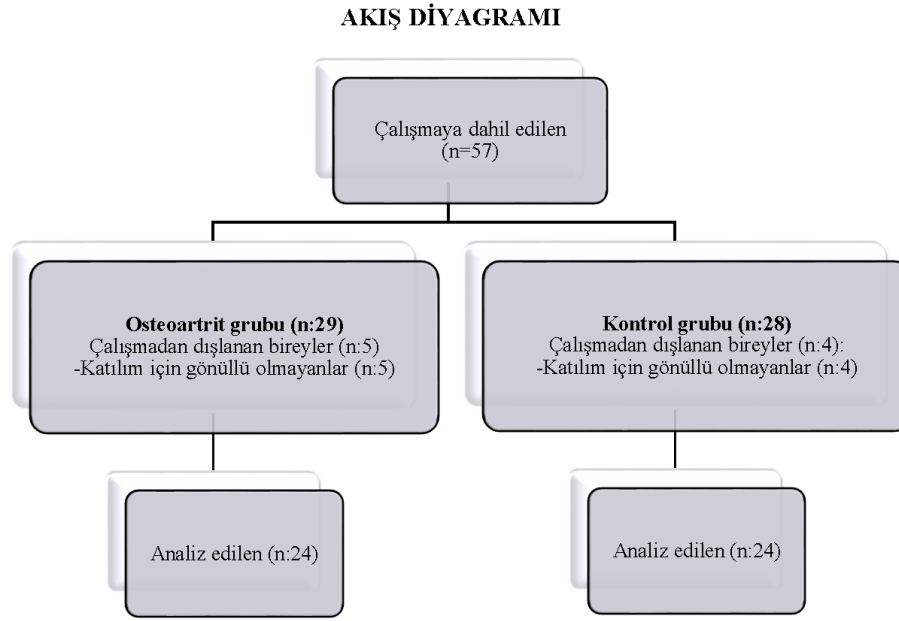 AKIŞ DİYAGRAMI
Çalışmaya dahil edilen
(n=57)
Osteoartrit grubu (n:29)
Çalışmadan dışlanan bireyler (n:5)
-Katılım için gönüllü olmayanlar (n:5)
Kontrol grubu (n:28)
Çalışmadan dışlanan bireyler (n:4):
-Katılım için gönüllü olmayanlar (n:4)
Analiz edilen (n:24)
Analiz edilen (n:24)